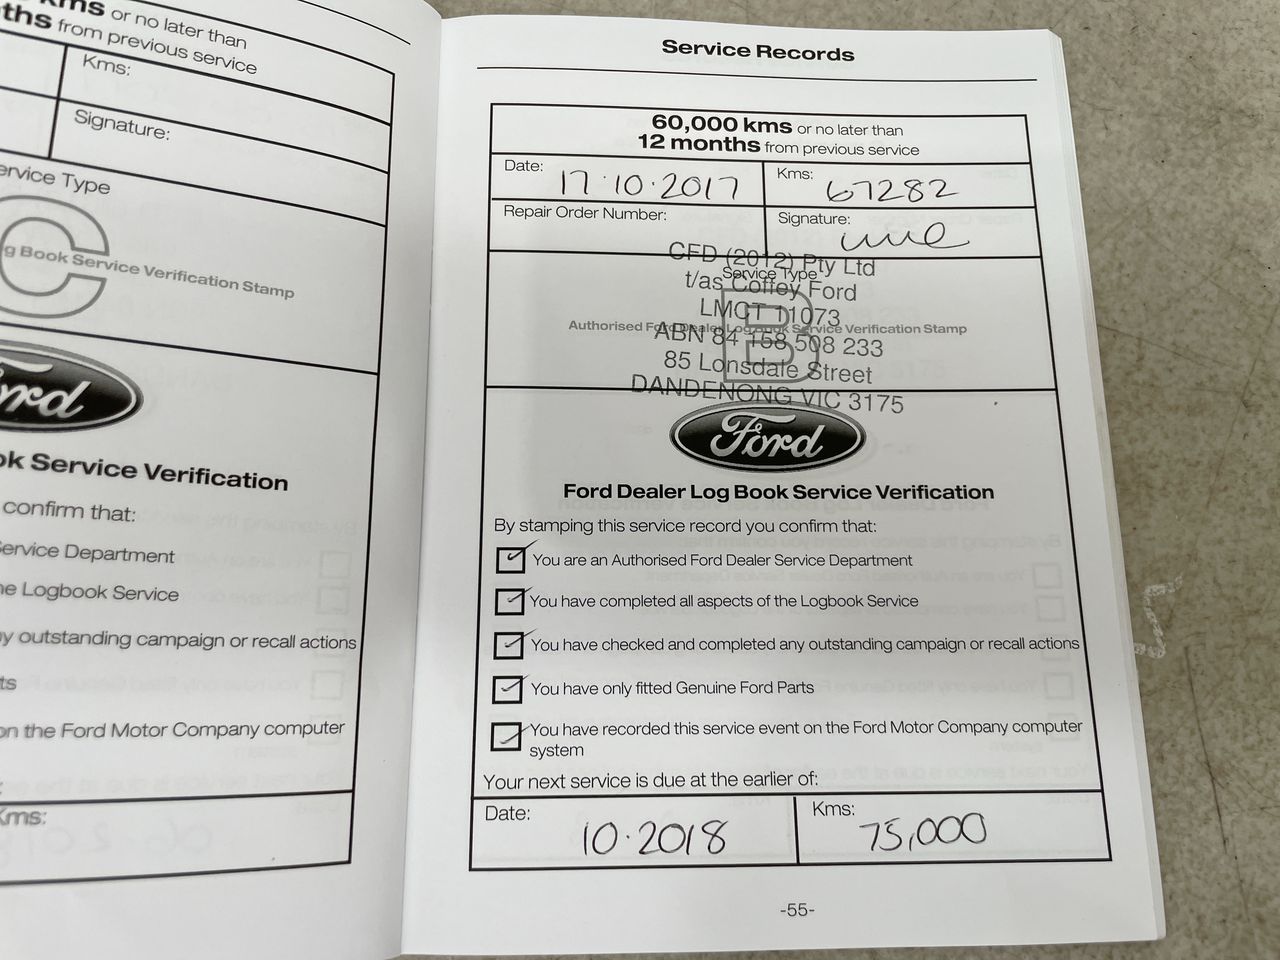 kms or no later than
ths from previous service
Kms:
Signature:
ervice Type
C
g Book Service Verification Stamp
ord
ok Service Verification
confirm that:
ervice Department
he Logbook Service
y outstanding campaign or recall actions
ts
on the Ford Motor Company computer
Kms:
Service Records
60,000 kms or no later than
12 months from previous service
Date: 17.10.2017
Kms: 67282
Repair Order Number:
Signature:
CFD (2012) Pty Ltd
Service Type
t/as Coffey Ford
LMCT 11073
B
Authorised Ford Dealer Log Book Service Verification Stamp
ABN 84 158 508 233
85 Lonsdale Street
DANDENONG VIC 3175
Ford
Ford Dealer Log Book Service Verification
By stamping this service record you confirm that:
You are an Authorised Ford Dealer Service Department
You have completed all aspects of the Logbook Service
You have checked and completed any outstanding campaign or recall actions
You have only fitted Genuine Ford Parts
You have recorded this service event on the Ford Motor Company computer
system
Your next service is due at the earlier of:
Date: 10.2018
Kms: 75,000
-55-